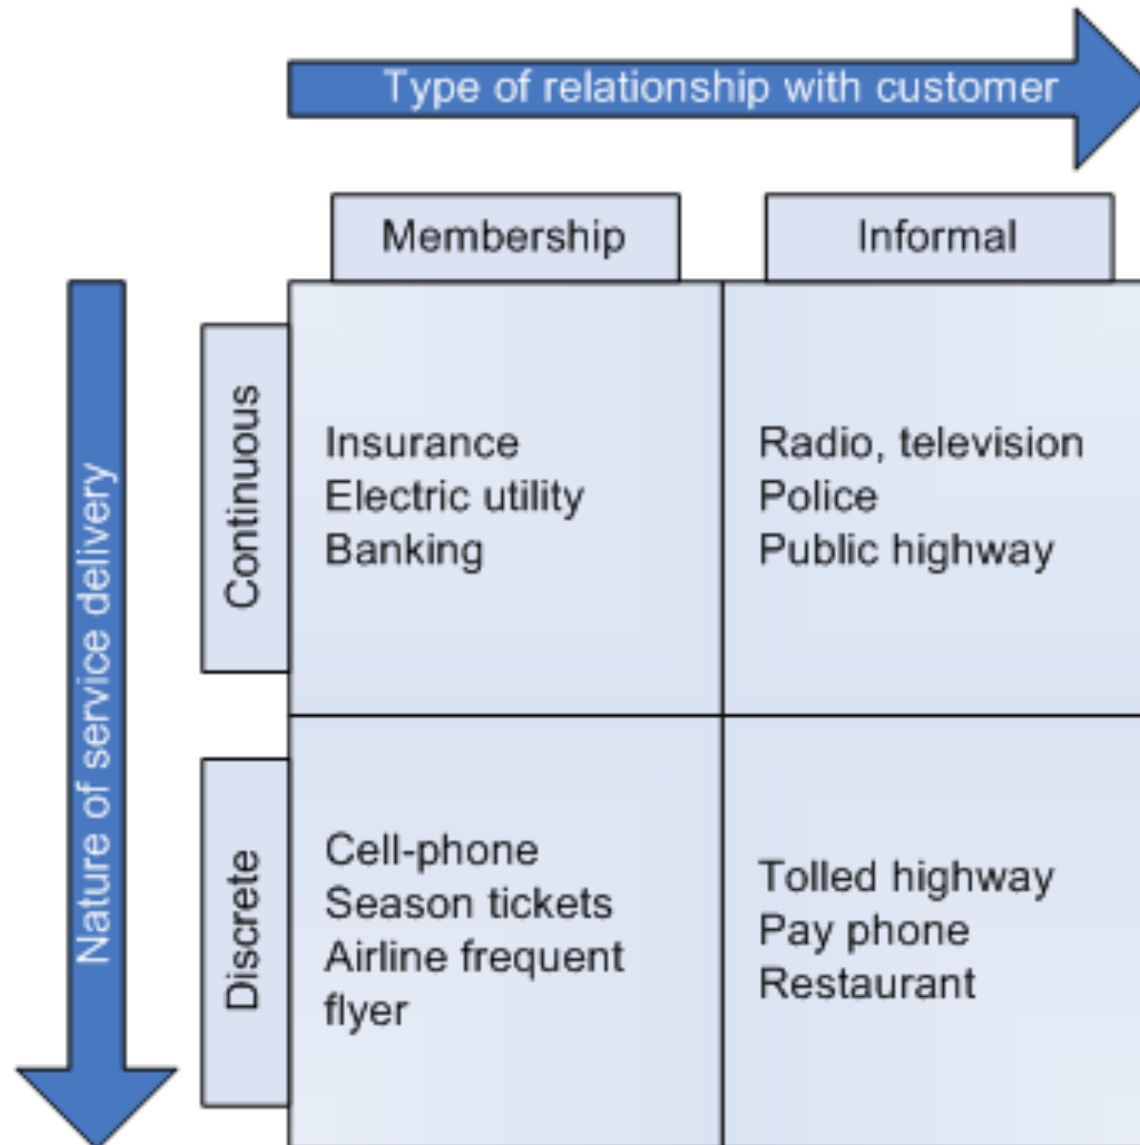 Type of relationship with customer
Membership
Informal
Nature of service delivery
Continuous
Insurance
Electric utility
Banking
Radio, television
Police
Public highway
Discrete
Cell-phone
Season tickets
Airline frequent
flyer
Tolled highway
Pay phone
Restaurant